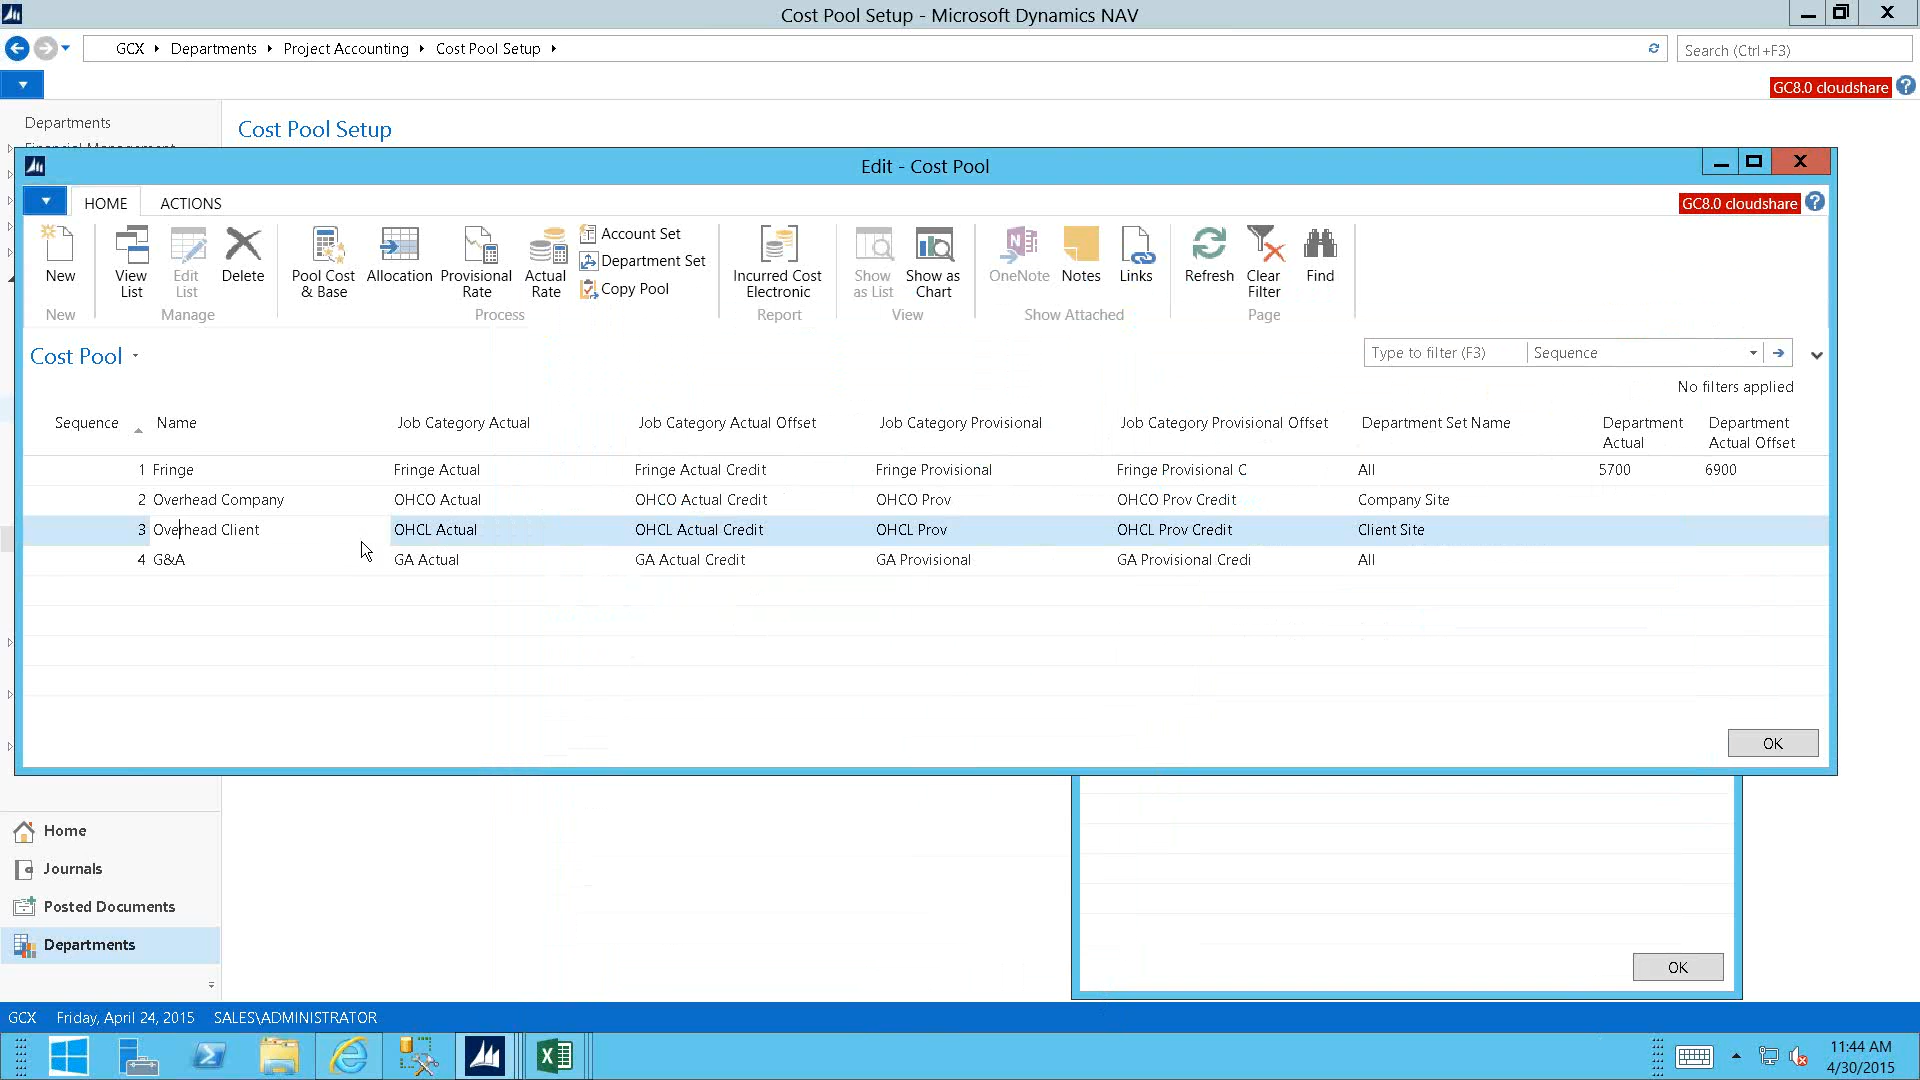 Cost Pool Setup - Microsoft Dynamics NAV
GCX Departments Project Accounting Cost Pool Setup
Search (Ctrl+F3)
GC8.0 cloudshare
Departments
Cost Pool Setup
Financial Management
Edit - Cost Pool
HOME ACTIONS
GC8.0 cloudshare
New
View List
Edit List
Delete
Pool Cost & Base
Allocation
Provisional Rate
Actual Rate
Account Set
Department Set
Copy Pool
Incurred Cost Electronic
Show as List
Show as Chart
OneNote
Notes
Links
Refresh
Clear Filter
Find
New Manage Process Report View Show Attached Page
Cost Pool
Type to filter (F3) Sequence
No filters applied
Sequence Name Job Category Actual Job Category Actual Offset Job Category Provisional Job Category Provisional Offset Department Set Name Department Actual Department Actual Offset
1 Fringe Fringe Actual Fringe Actual Credit Fringe Provisional Fringe Provisional C All 5700 6900
2 Overhead Company OHCO Actual OHCO Actual Credit OHCO Prov OHCO Prov Credit Company Site
3 Overhead Client OHCL Actual OHCL Actual Credit OHCL Prov OHCL Prov Credit Client Site
4 G&A GA Actual GA Actual Credit GA Provisional GA Provisional Credi All
OK
Home
Journals
Posted Documents
Departments
OK
GCX Friday, April 24, 2015 SALES\ADMINISTRATOR
11:44 AM
4/30/2015